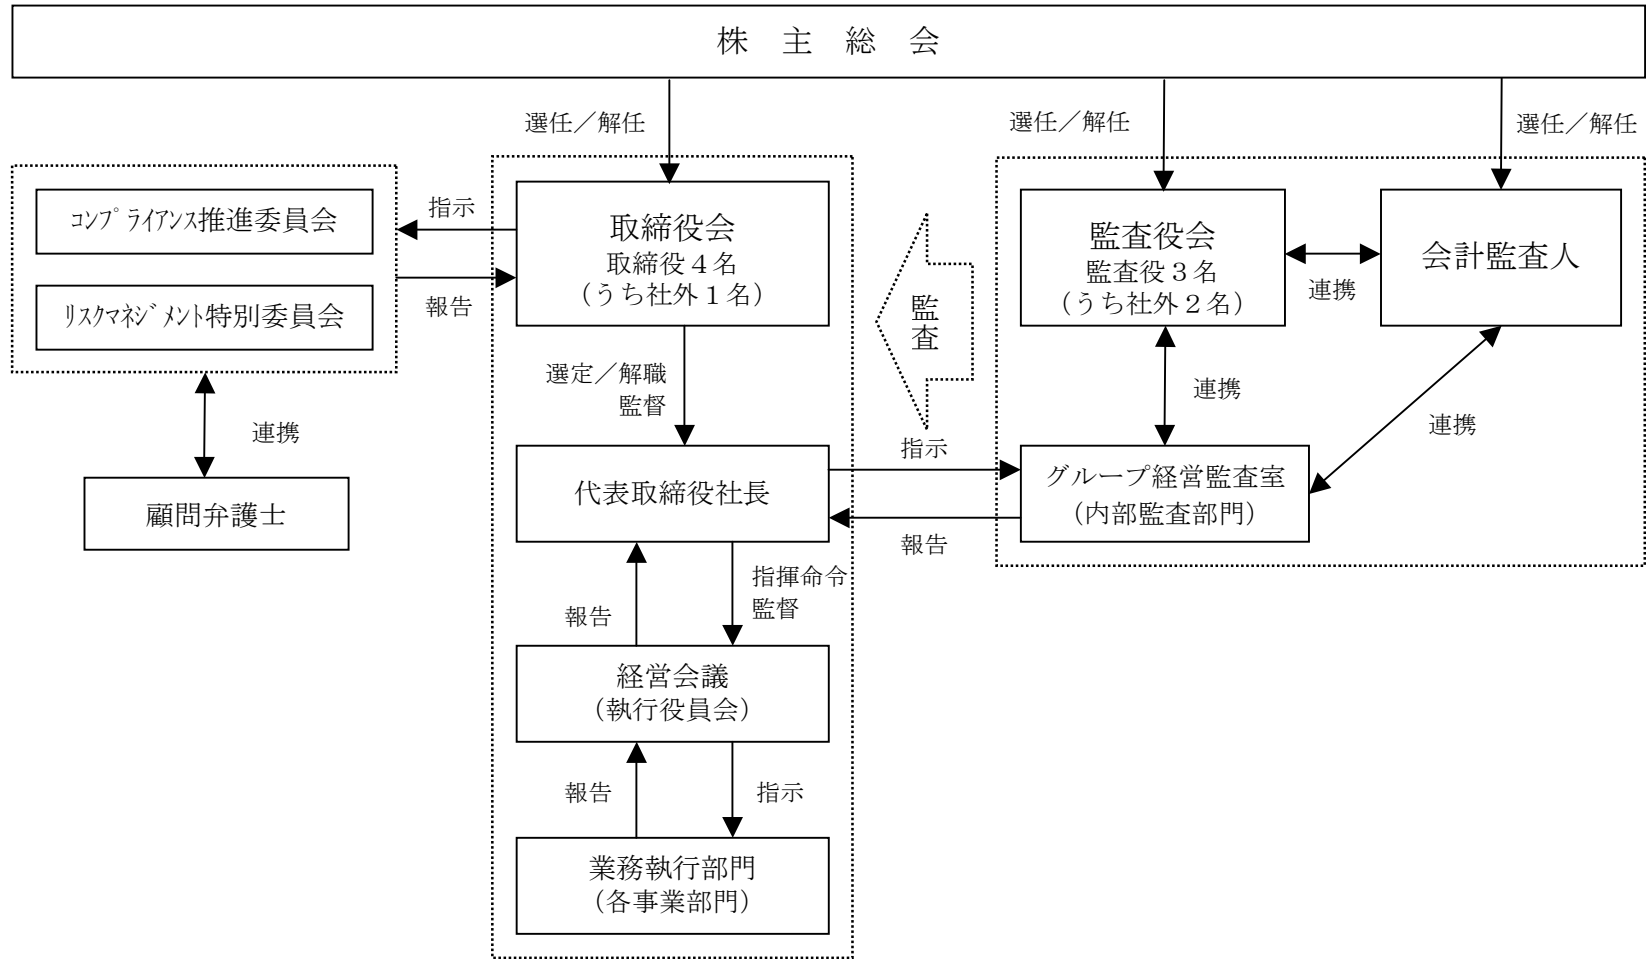 株　主　総　会
選任／解任
選任／解任
選任／解任
ｺﾝﾌﾟﾗｲｱﾝｽ推進委員会
ﾘｽｸﾏﾈｼﾞﾒﾝﾄ特別委員会
指示
報告
取締役会
取締役４名
（うち社外１名）
監査
監査役会
監査役３名
（うち社外２名）
連携
会計監査人
選定／解職
監督
連携
連携
連携
顧問弁護士
代表取締役社長
指示
報告
グループ経営監査室
（内部監査部門）
報告
指揮命令
監督
経営会議
（執行役員会）
報告
指示
業務執行部門
（各事業部門）